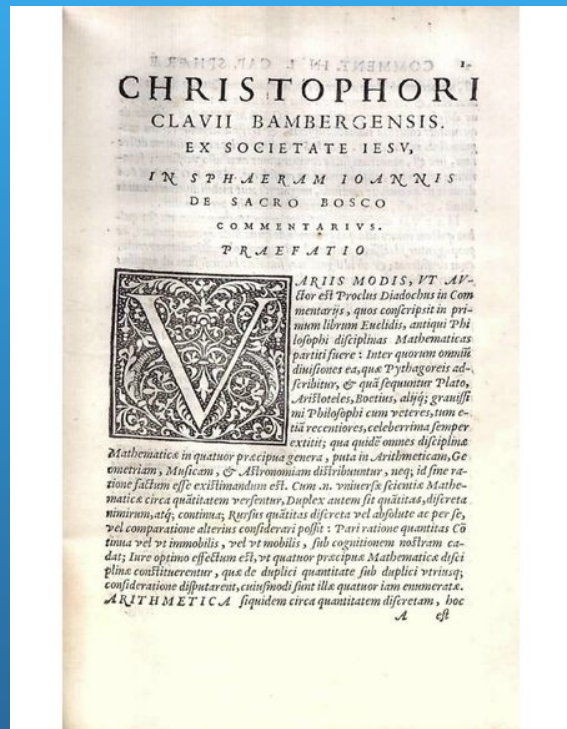 COMMENT. IN I. CAP. SPHÆRÆ
1.
CHRISTOPHORI
CLAVII BAMBERGENSIS.
EX SOCIETATE IESV,
IN SPHAERAM IOANNIS
DE SACRO BOSCO
COMMENTARIVS.
PRAEFATIO
VARIIS MODIS, VT AV-
ctor eſt Proclus Diadochus in Com
mentarijs, quos conſcripſit in pri-
mum librum Euclidis, antiqui Phi
loſophi diſciplinas Mathematicas
partiti fuere : Inter quorum omniũ
diuiſiones ea, quæ Pythagoreis ad-
ſcribitur, & quã ſequuntur Plato,
Ariſtoteles, Boetius, alijq́; grauiſſi
mi Philoſophi cum veteres, tum e-
tiã recentiores, celeberrima ſemper
extitit; qua quidẽ omnes diſciplinæ
Mathematicæ in quatuor præcipua genera, puta in Arithmeticam, Ge
ometriam, Muſicam, & Aſtronomiam diſtribuuntur, neq; id ſine ra-
tione factum eſſe exiſtimandum eſt. Cum .n. vniuerſæ ſcientiæ Mathe-
maticæ circa quãtitatem verſentur, Duplex autem ſit quãtitas, diſcreta
nimirum, atq; continua; Rurſus quãtitas diſcreta vel abſolute ac per ſe,
vel comparatione alterius conſiderari poſſit : Pari ratione quantitas Cõ
tinua vel vt immobilis, vel vt mobilis, ſub cognitionem noſtram ca-
dat; Iure optimo effectum eſt, vt quatuor præcipuæ Mathematicæ diſci
plinæ conſtituerentur, quæ de duplici quantitate ſub duplici vtriuſq;
conſideratione diſputarent, cuiuſmodi ſunt illæ quatuor iam enumeratæ.
ARITHMETICA ſiquidem circa quantitatem diſcretam, hoc
A eſt